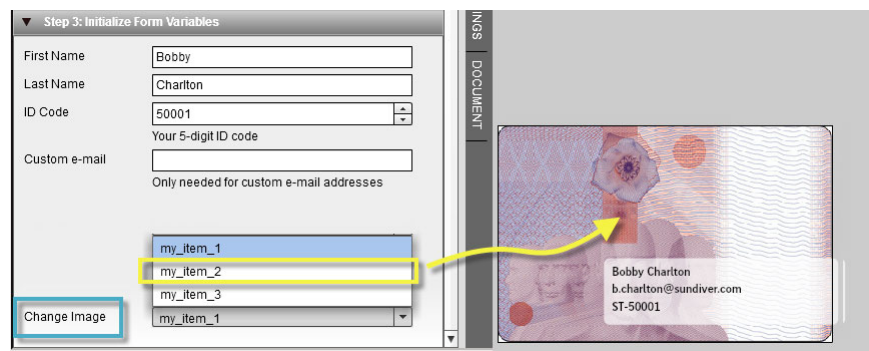 Step 3: Initialize Form Variables
First Name
Bobby
Last Name
Charlton
ID Code
50001
Your 5-digit ID code
Custom e-mail
Only needed for custom e-mail addresses
my_item_1
my_item_2
my_item_3
Change Image
my_item_1
NGS
DOCUMENT
Bobby Charlton
b.charlton@sundiver.com
ST-50001